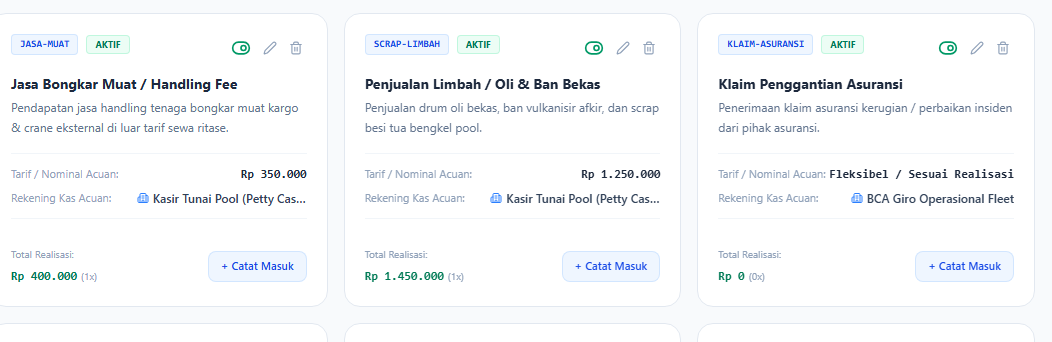 JASA-MUAT AKTIF
Jasa Bongkar Muat / Handling Fee
Pendapatan jasa handling tenaga bongkar muat kargo
& crane eksternal di luar tarif sewa ritase.
Tarif / Nominal Acuan: Rp 350.000
Rekening Kas Acuan: Kasir Tunai Pool (Petty Cas...
Total Realisasi:
Rp 400.000 (1x)
+ Catat Masuk
SCRAP-LIMBAH AKTIF
Penjualan Limbah / Oli & Ban Bekas
Penjualan drum oli bekas, ban vulkanisir afkir, dan scrap
besi tua bengkel pool.
Tarif / Nominal Acuan: Rp 1.250.000
Rekening Kas Acuan: Kasir Tunai Pool (Petty Cas...
Total Realisasi:
Rp 1.450.000 (1x)
+ Catat Masuk
KLAIM-ASURANSI AKTIF
Klaim Penggantian Asuransi
Penerimaan klaim asuransi kerugian / perbaikan insiden
dari pihak asuransi.
Tarif / Nominal Acuan: Fleksibel / Sesuai Realisasi
Rekening Kas Acuan: BCA Giro Operasional Fleet
Total Realisasi:
Rp 0 (0x)
+ Catat Masuk